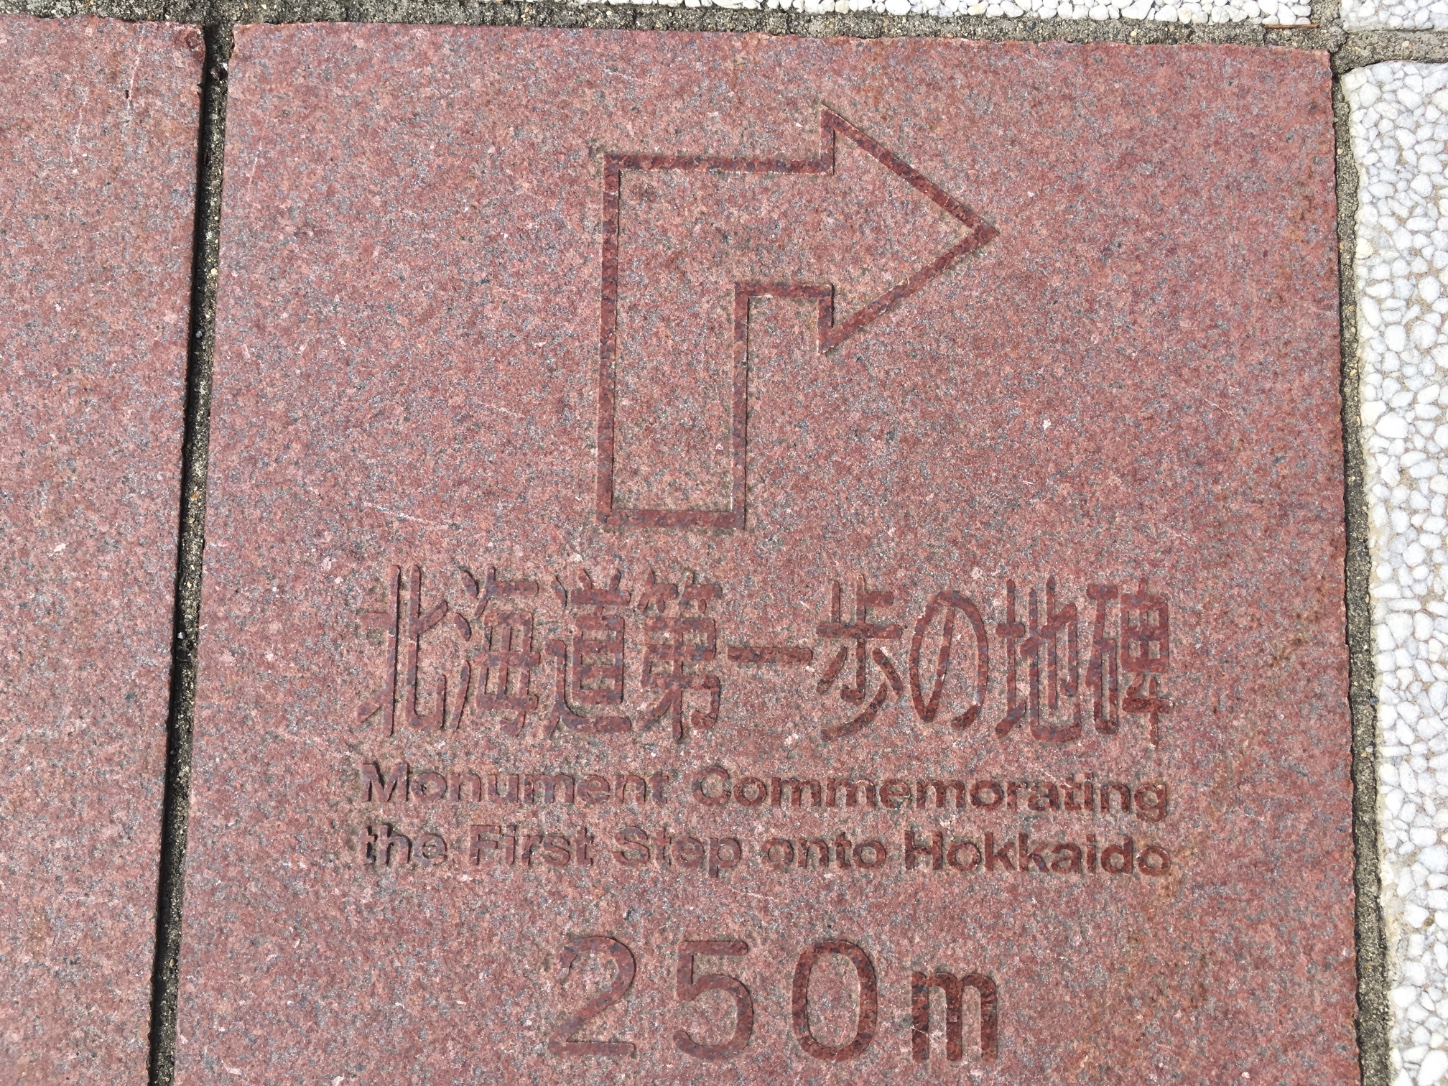 北海道第一歩の地碑
Monument Commemorating
the First Step onto Hokkaido
250m